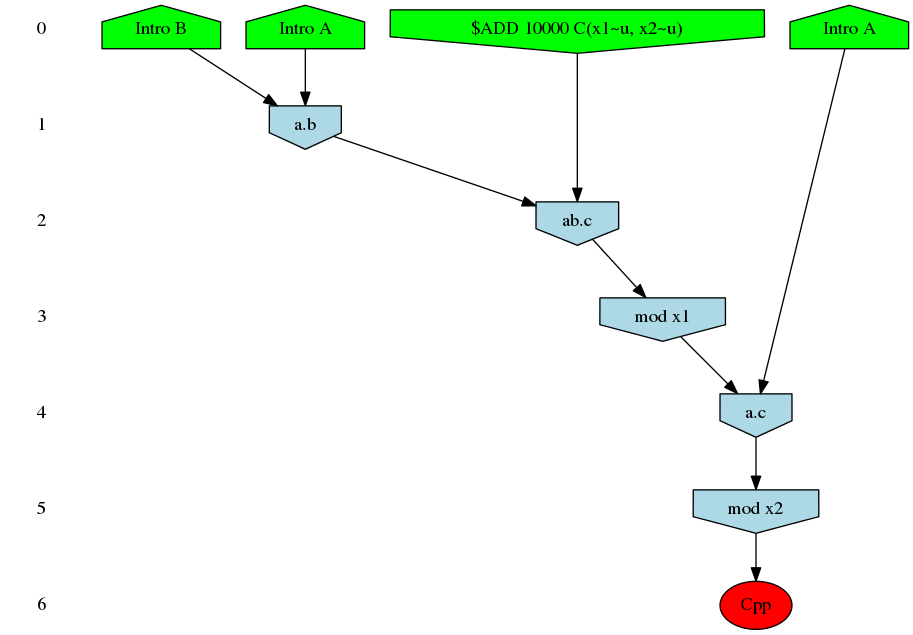 0
Intro B
Intro A
$ADD 10000 C(x1~u, x2~u)
Intro A
1
a.b
2
ab.c
3
mod x1
4
a.c
5
mod x2
6
Cpp